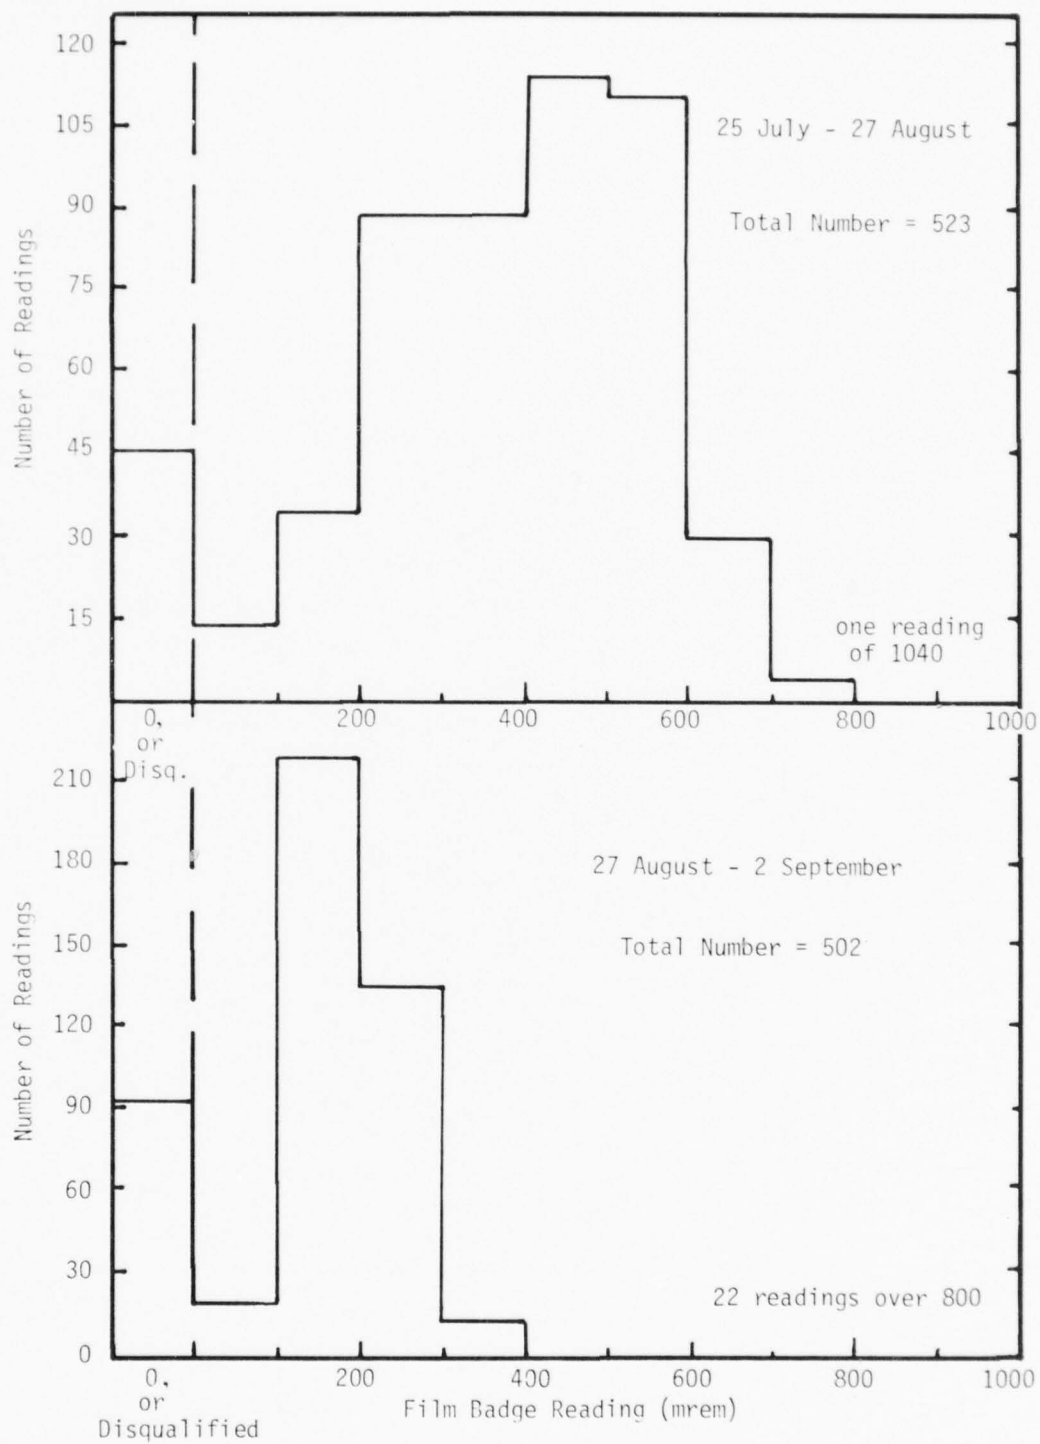 120
105
90
75
60
45
30
15
Number of Readings
25 July - 27 August
Total Number = 523
one reading
of 1040
0,
or
Disq.
200
400
600
800
1000
210
180
150
120
90
60
30
0
Number of Readings
27 August - 2 September
Total Number = 502
22 readings over 800
0,
or
Disqualified
200
400
600
800
1000
Film Badge Reading (mrem)